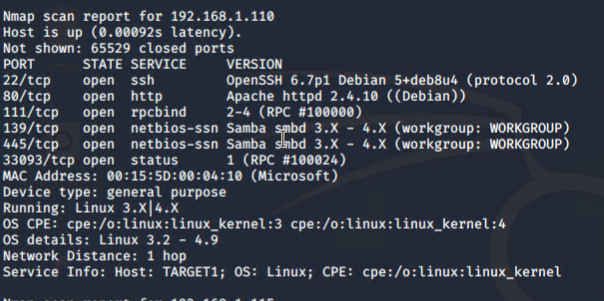 Nmap scan report for 192.168.1.110
Host is up (0.00092s latency).
Not shown: 65529 closed ports
PORT STATE SERVICE VERSION
22/tcp open ssh OpenSSH 6.7p1 Debian 5+deb8u4 (protocol 2.0)
80/tcp open http Apache httpd 2.4.10 ((Debian))
111/tcp open rpcbind 2-4 (RPC #100000)
139/tcp open netbios-ssn Samba smbd 3.X - 4.X (workgroup: WORKGROUP)
445/tcp open netbios-ssn Samba smbd 3.X - 4.X (workgroup: WORKGROUP)
33093/tcp open status 1 (RPC #100024)
MAC Address: 00:15:5D:00:04:10 (Microsoft)
Device type: general purpose
Running: Linux 3.X|4.X
OS CPE: cpe:/o:linux:linux_kernel:3 cpe:/o:linux:linux_kernel:4
OS details: Linux 3.2 - 4.9
Network Distance: 1 hop
Service Info: Host: TARGET1; OS: Linux; CPE: cpe:/o:linux:linux_kernel
Nmap scan report for 192.168.1.115